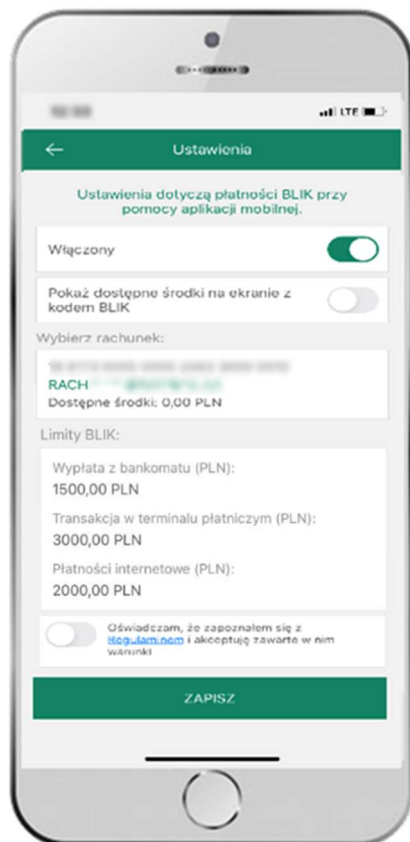 LTE
Ustawienia
Ustawienia dotyczą płatności BLIK przy
pomocy aplikacji mobilnej.
Włączony
Pokaż dostępne środki na ekranie z
kodem BLIK
Wybierz rachunek:
RACH
Dostępne środki: 0,00 PLN
Limity BLIK:
Wypłata z bankomatu (PLN):
1500,00 PLN
Transakcja w terminalu płatniczym (PLN):
3000,00 PLN
Płatności internetowe (PLN):
2000,00 PLN
Oświadczam, że zapoznałem się z
Regulaminem i akceptuję zawarte w nim
warunki
ZAPISZ